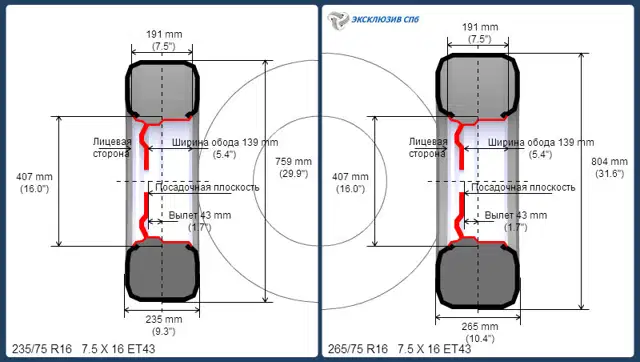 191 mm
(7.5")
Лицевая
сторона
Ширина обода 139 mm
(5.4")
407 mm
(16.0")
759 mm
(29.9")
Посадочная плоскость
Вылет 43 mm
(1.7")
235 mm
(9.3")
235/75 R16 7.5 X 16 ET43
ЭКСКЛЮЗИВ СПб
191 mm
(7.5")
Лицевая
сторона
Ширина обода 139 mm
(5.4")
407 mm
(16.0")
804 mm
(31.6")
Посадочная плоскость
Вылет 43 mm
(1.7")
265 mm
(10.4")
265/75 R16 7.5 X 16 ET43